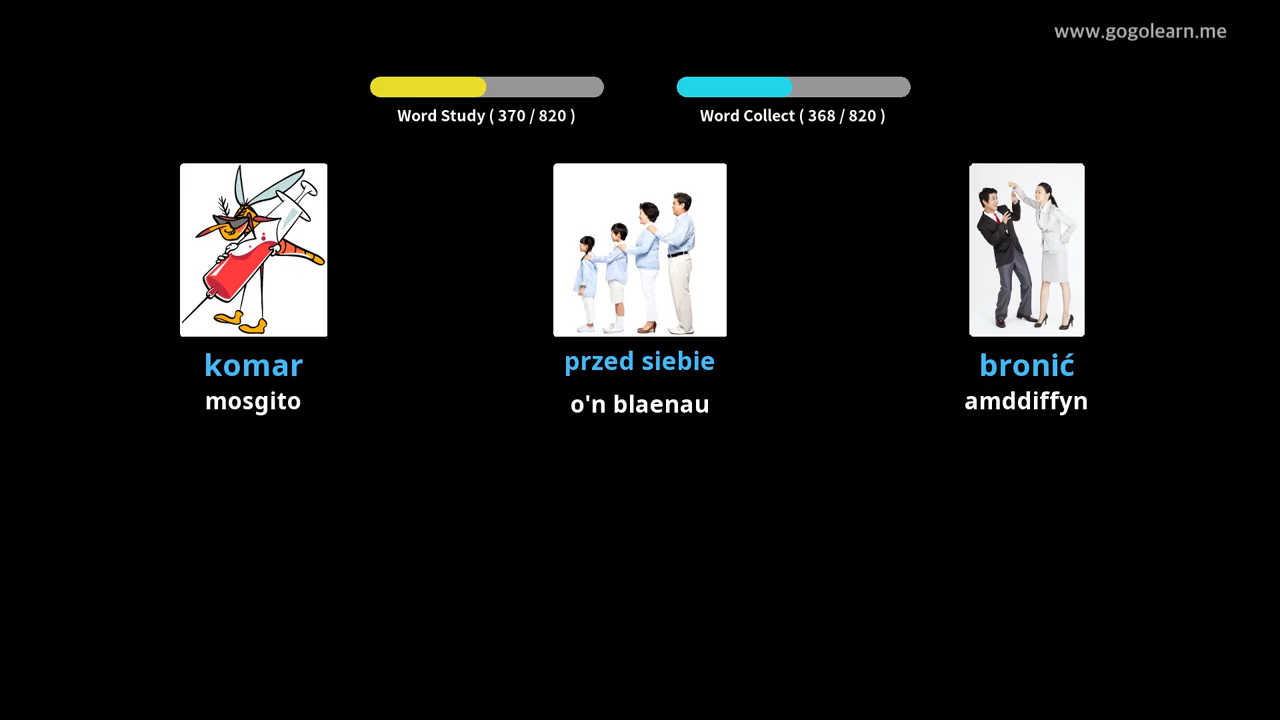 www.gogolearn.me
Word Study ( 370 / 820 )
Word Collect ( 368 / 820 )
komar
mosgito
przed siebie
o'n blaenau
bronić
amddiffyn